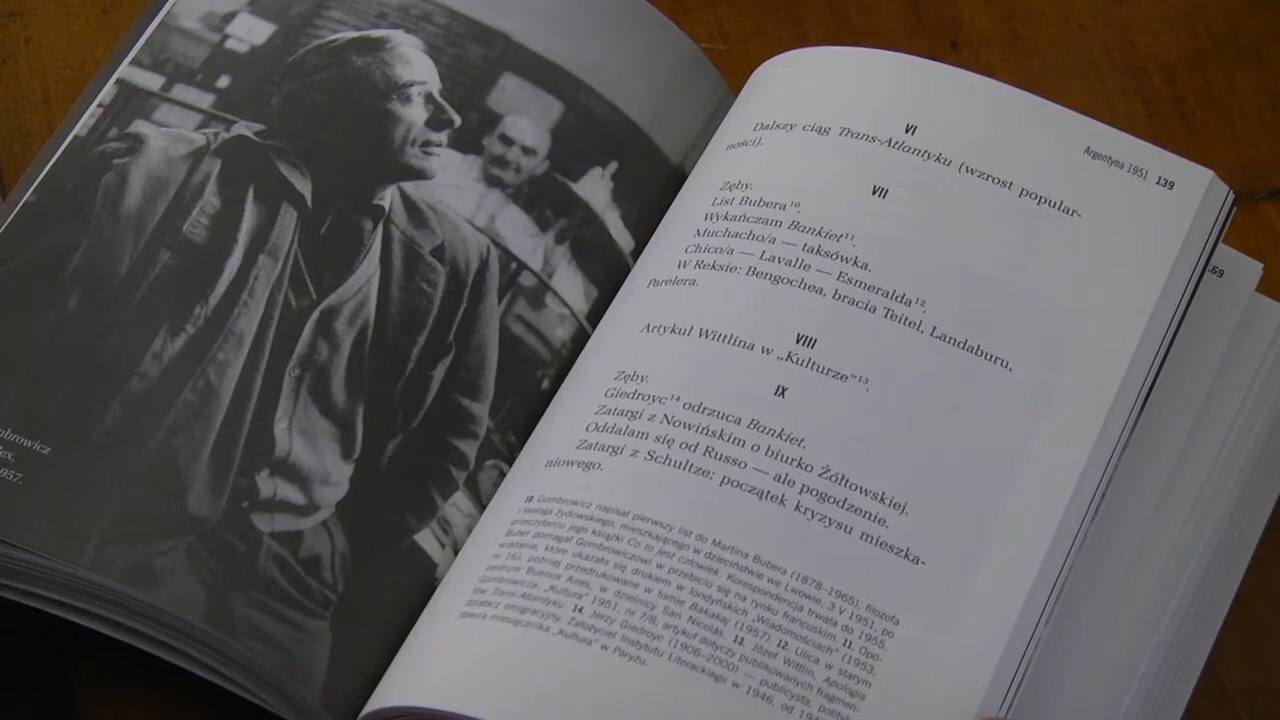 mbrowicz
Rex,
957.
Argentyna 1951 139
VI
Dalszy ciąg Trans-Atlantyku (wzrost popular-
ności).
VII
Zęby.
List Bubera¹⁰.
Wykańczam Bankiet¹¹.
Muchacho/a — taksówka.
Chico/a — Lavalle — Esmeralda¹².
W Reksie: Bengochea, bracia Teitel, Landaburu,
Parelera.
VIII
Artykuł Wittlina w „Kulturze”¹³.
IX
Zęby.
Giedroyc¹⁴ odrzuca Bankiet.
Zatargi z Nowińskim o biurko Żółtowskiej.
Oddalam się od Russo — ale pogodzenie.
Zatargi z Schultze: początek kryzysu mieszka-
niowego.
10. Gombrowicz napisał pierwszy list do Martina Bubera (1878–1965), filozofa
i teologa żydowskiego, mieszkającego w dzieciństwie we Lwowie, 3 V 1951, po
przeczytaniu jego książki Co to jest człowiek. Korespondencja trwała do 1955.
Buber pomagał Gombrowiczowi w przebiciu się na rynku francuskim. 11. Opo-
wiadanie, które ukazało się drukiem w londyńskich „Wiadomościach” (1953,
nr 16), później przedrukowane w tomie Bakakaj (1957). 12. Ulica w starym
centrum Buenos Aires, w dzielnicy San Nicolás. 13. Józef Wittlin, Apologia
Gombrowicza, „Kultura” 1951, nr 7/8; artykuł dotyczy publikowanych fragmen-
tów Trans-Atlantyku. 14. Jerzy Giedroyc (1906–2000) — publicysta, polityk,
działacz emigracyjny. Założyciel Instytutu Literackiego w 1946, od
dawca miesięcznika „Kultura” w Paryżu.
69